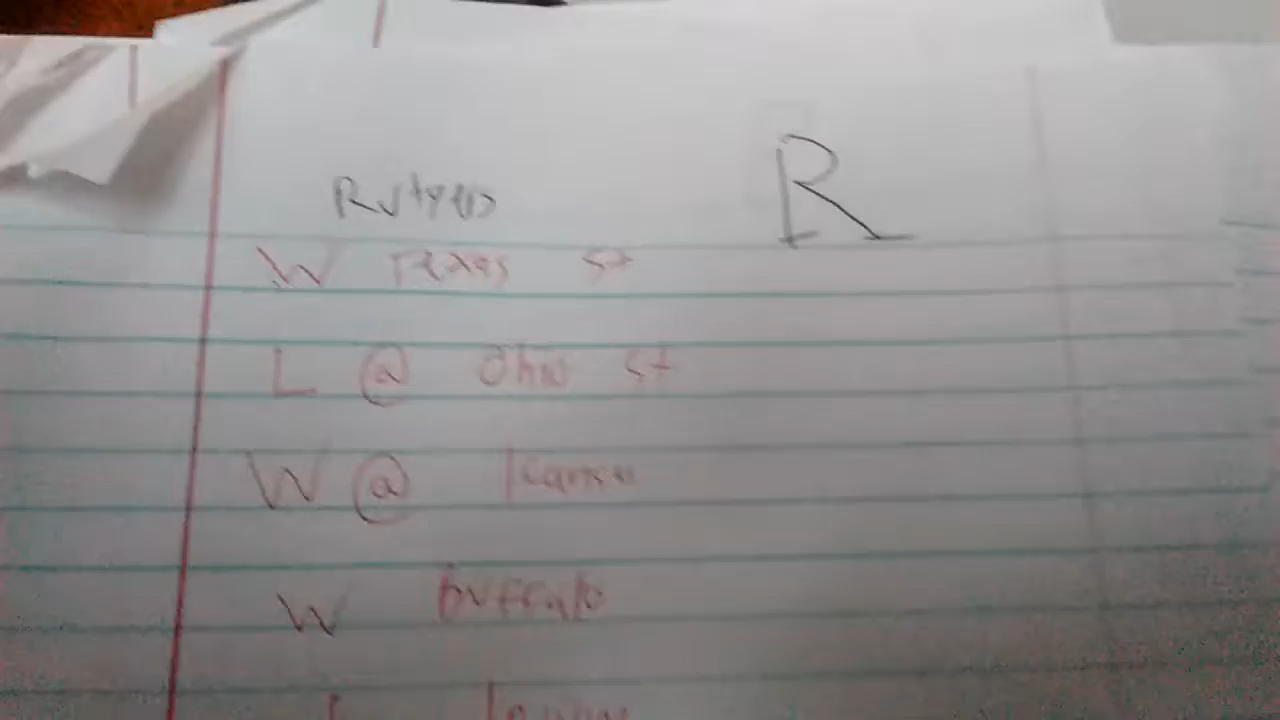 Rutgers
R
W Texas St
L @ Ohio St
W @ Kansas
W buffalo
L